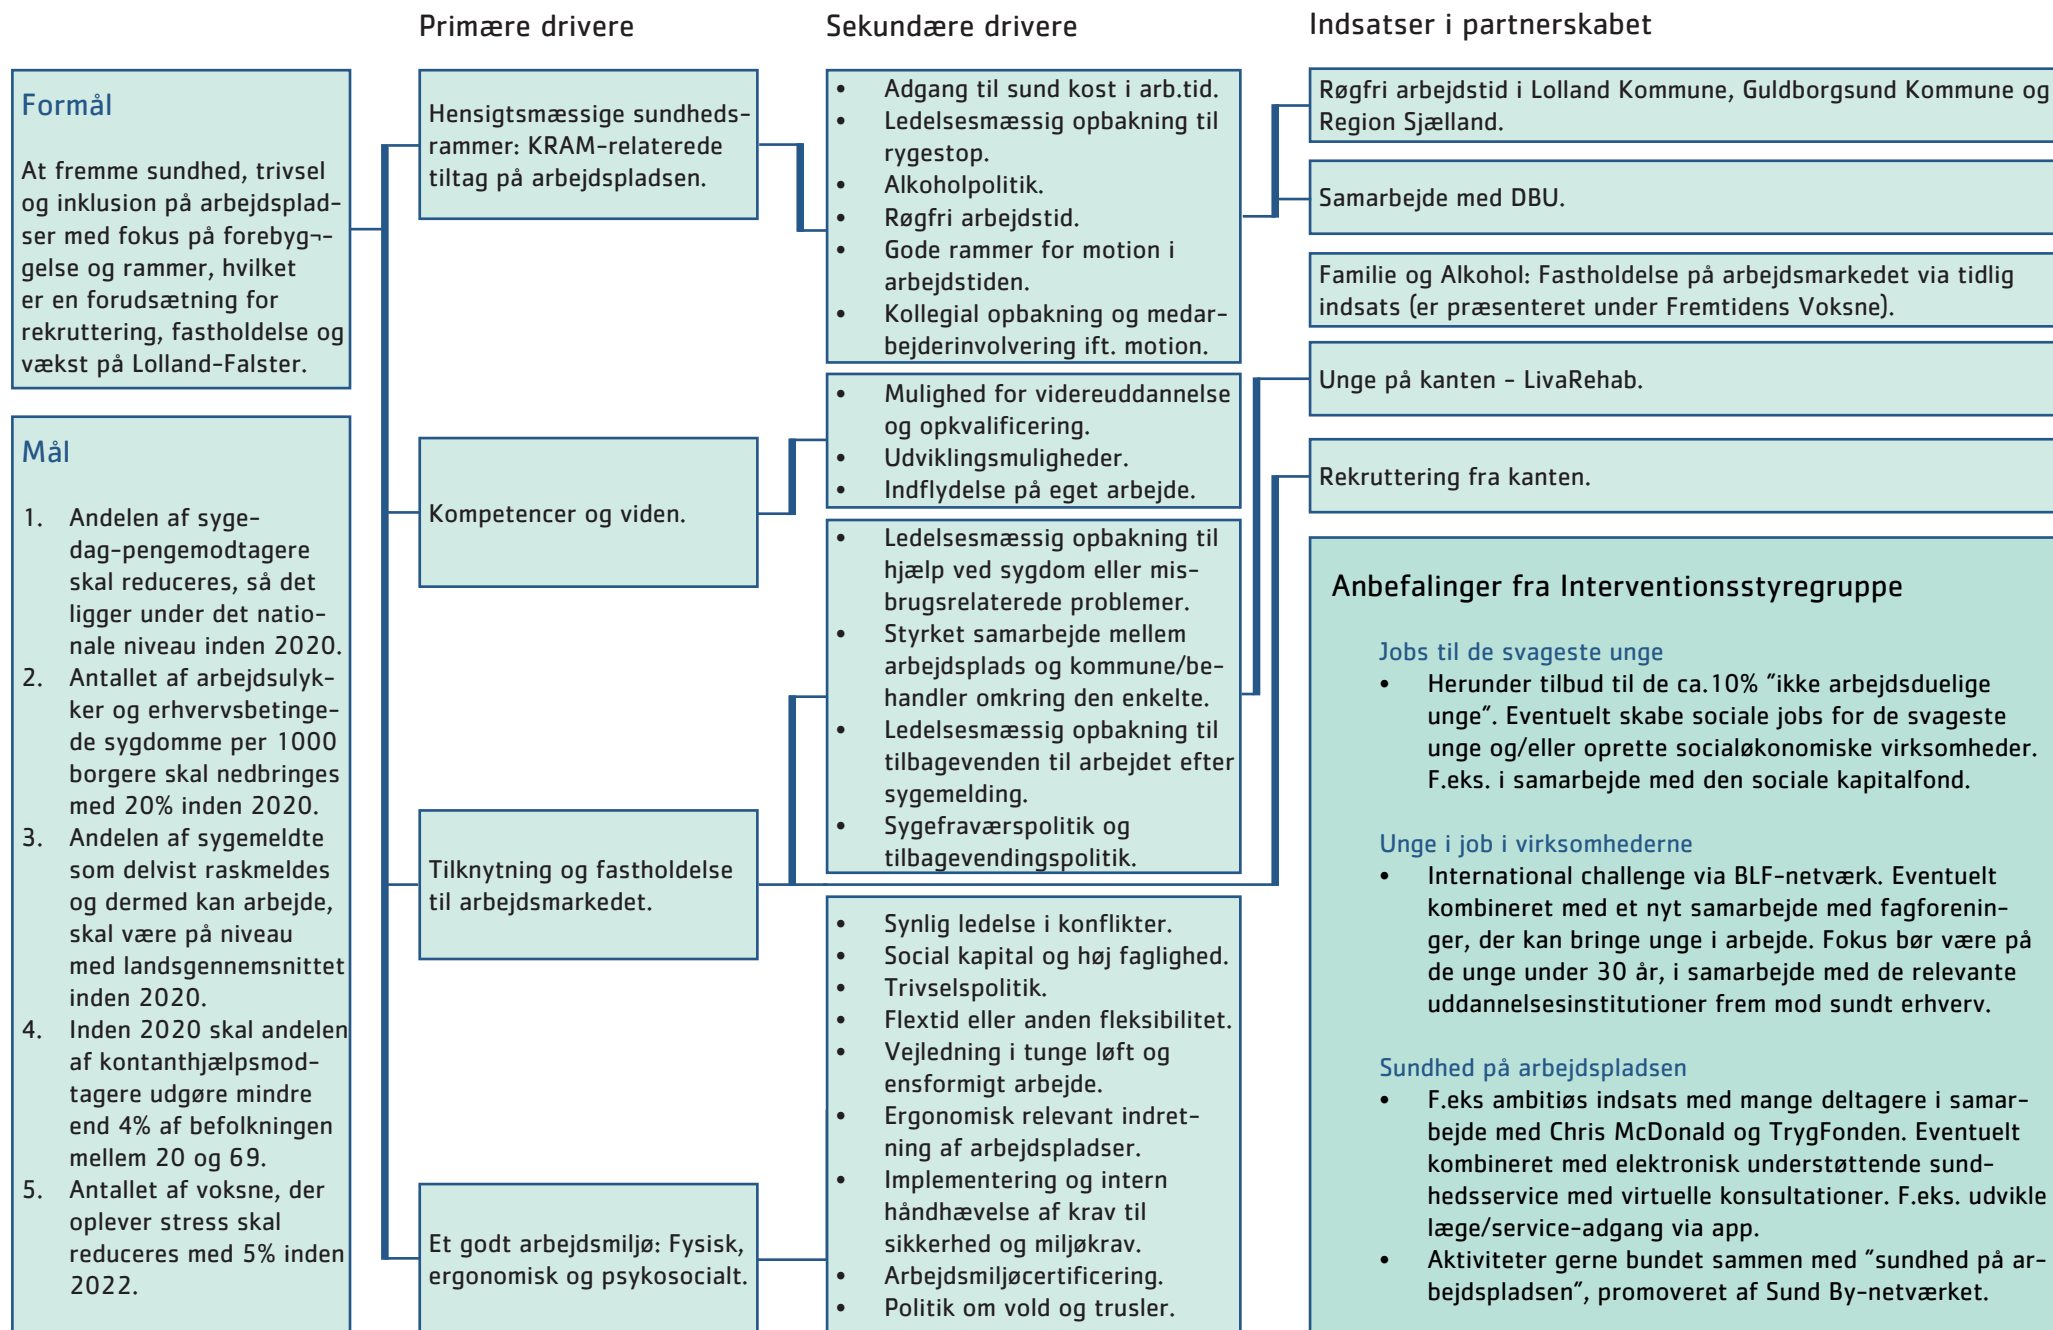 Primære drivere
Sekundære drivere
Indsatser i partnerskabet
Formål
At fremme sundhed, trivsel
og inklusion på arbejdsplad-
ser med fokus på forebyg¬-
gelse og rammer, hvilket
er en forudsætning for
rekruttering, fastholdelse og
vækst på Lolland-Falster.
Mål
1. Andelen af syge-
dag-pengemodtagere
skal reduceres, så det
ligger under det natio-
nale niveau inden 2020.
2. Antallet af arbejdsulyk-
ker og erhvervsbetinge-
de sygdomme per 1000
borgere skal nedbringes
med 20% inden 2020.
3. Andelen af sygemeldte
som delvist raskmeldes
og dermed kan arbejde,
skal være på niveau
med landsgennemsnittet
inden 2020.
4. Inden 2020 skal andelen
af kontanthjælpsmod-
tagere udgøre mindre
end 4% af befolkningen
mellem 20 og 69.
5. Antallet af voksne, der
oplever stress skal
reduceres med 5% inden
2022.
Hensigtsmæssige sundheds-
rammer: KRAM-relaterede
tiltag på arbejdspladsen.
Kompetencer og viden.
Tilknytning og fastholdelse
til arbejdsmarkedet.
Et godt arbejdsmiljø: Fysisk,
ergonomisk og psykosocialt.
• Adgang til sund kost i arb.tid.
• Ledelsesmæssig opbakning til
rygestop.
• Alkoholpolitik.
• Røgfri arbejdstid.
• Gode rammer for motion i
arbejdstiden.
• Kollegial opbakning og medar-
bejderinvolvering ift. motion.
• Mulighed for videreuddannelse
og opkvalificering.
• Udviklingsmuligheder.
• Indflydelse på eget arbejde.
• Ledelsesmæssig opbakning til
hjælp ved sygdom eller mis-
brugsrelaterede problemer.
• Styrket samarbejde mellem
arbejdsplads og kommune/be-
handler omkring den enkelte.
• Ledelsesmæssig opbakning til
tilbagevenden til arbejdet efter
sygemelding.
• Sygefraværspolitik og
tilbagevendingspolitik.
• Synlig ledelse i konflikter.
• Social kapital og høj faglighed.
• Trivselspolitik.
• Flextid eller anden fleksibilitet.
• Vejledning i tunge løft og
ensformigt arbejde.
• Ergonomisk relevant indret-
ning af arbejdspladser.
• Implementering og intern
håndhævelse af krav til
sikkerhed og miljøkrav.
• Arbejdsmiljøcertificering.
• Politik om vold og trusler.
Røgfri arbejdstid i Lolland Kommune, Guldborgsund Kommune og
Region Sjælland.
Samarbejde med DBU.
Familie og Alkohol: Fastholdelse på arbejdsmarkedet via tidlig
indsats (er præsenteret under Fremtidens Voksne).
Unge på kanten - LivaRehab.
Rekruttering fra kanten.
Anbefalinger fra Interventionsstyregruppe
Jobs til de svageste unge
• Herunder tilbud til de ca.10% "ikke arbejdsduelige
unge". Eventuelt skabe sociale jobs for de svageste
unge og/eller oprette socialøkonomiske virksomheder.
F.eks. i samarbejde med den sociale kapitalfond.
Unge i job i virksomhederne
• International challenge via BLF-netværk. Eventuelt
kombineret med et nyt samarbejde med fagforenin-
ger, der kan bringe unge i arbejde. Fokus bør være på
de unge under 30 år, i samarbejde med de relevante
uddannelsesinstitutioner frem mod sundt erhverv.
Sundhed på arbejdspladsen
• F.eks ambitiøs indsats med mange deltagere i samar-
bejde med Chris McDonald og TrygFonden. Eventuelt
kombineret med elektronisk understøttende sund-
hedsservice med virtuelle konsultationer. F.eks. udvikle
læge/service-adgang via app.
• Aktiviteter gerne bundet sammen med "sundhed på ar-
bejdspladsen", promoveret af Sund By-netværket.